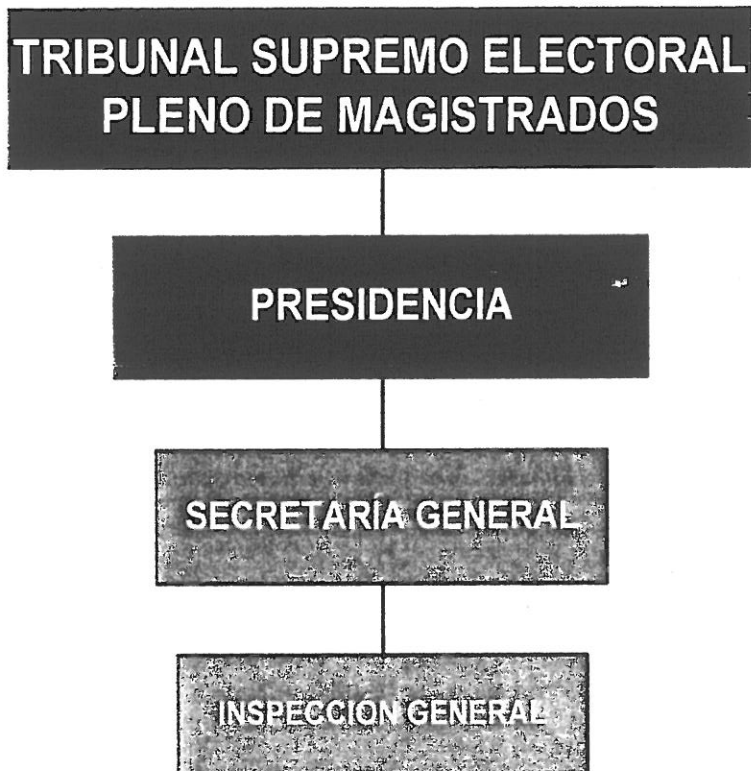 TRIBUNAL SUPREMO ELECTORAL
PLENO DE MAGISTRADOS
PRESIDENCIA
SECRETARÍA GENERAL
INSPECCIÓN GENERAL